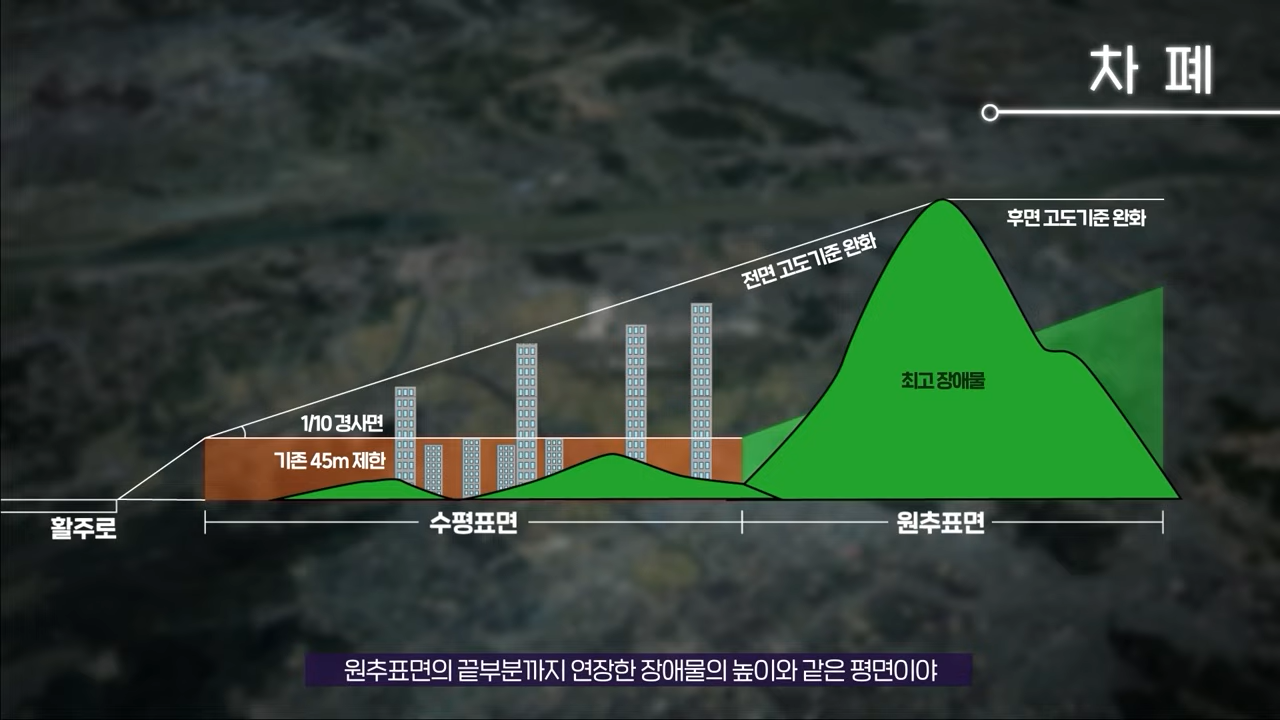 차 폐
후면 고도기준 완화
전면 고도기준 완화
최고 장애물
1/10 경사면
기존 45m 제한
활주로
수평표면
원추표면
원추표면의 끝부분까지 연장한 장애물의 높이와 같은 평면이야